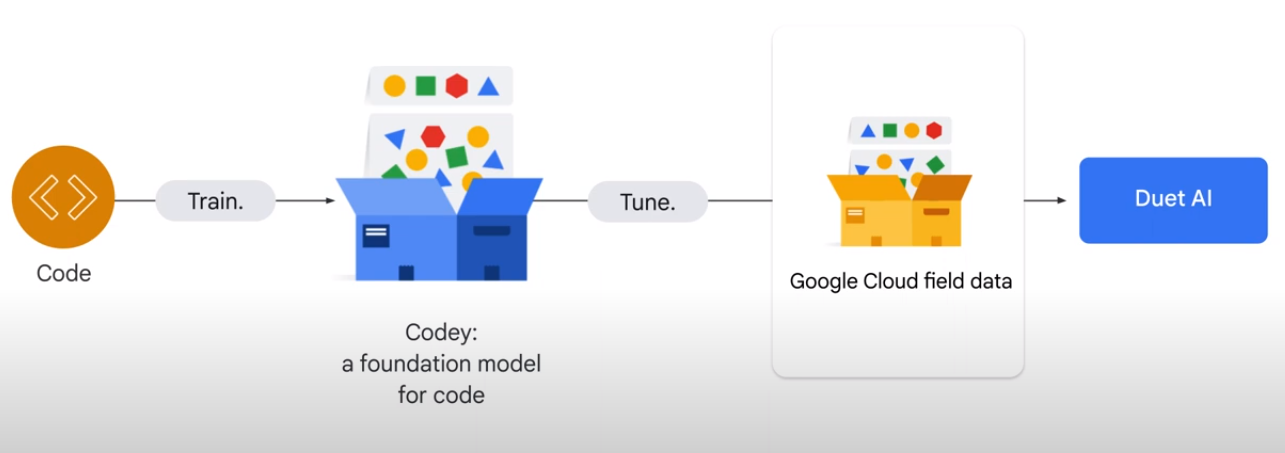 Code
Train.
Codey:
a foundation model
for code
Tune.
Google Cloud field data
Duet AI